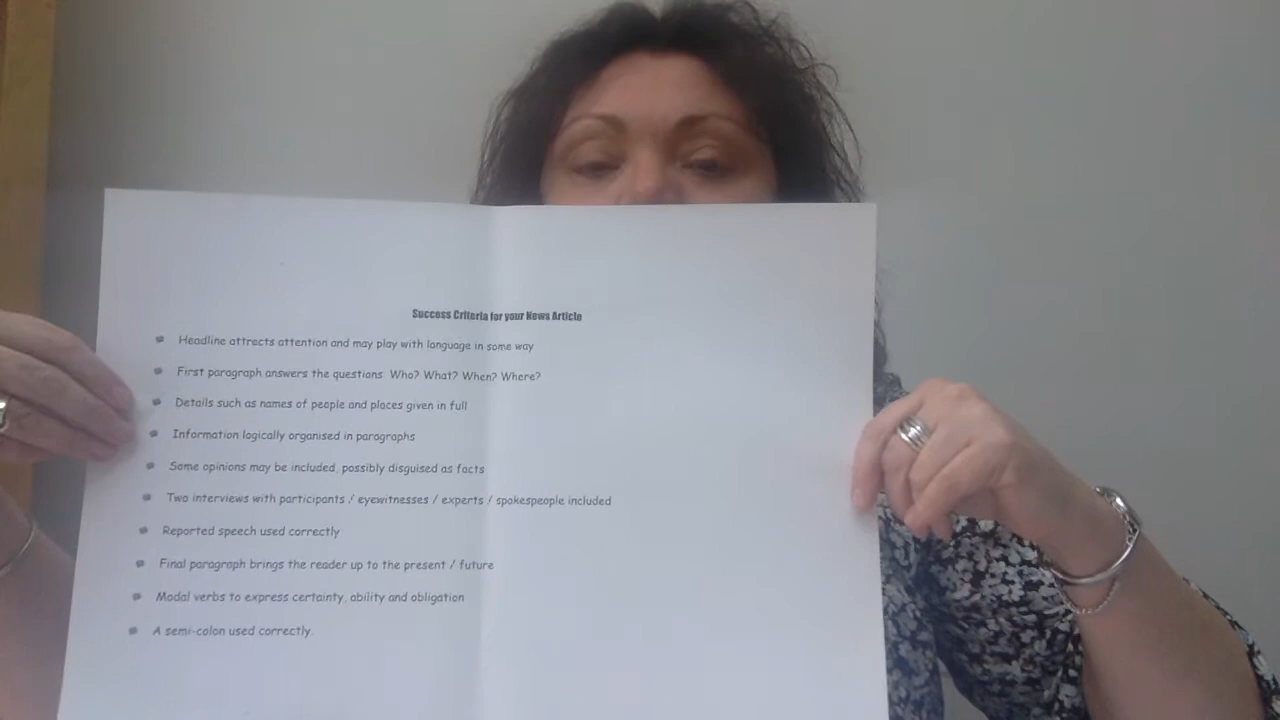 Success Criteria for your News Article
Headline attracts attention and may play with language in some way
First paragraph answers the questions: Who? What? When? Where?
Details such as names of people and places given in full
Information logically organised in paragraphs
Some opinions may be included, possibly disguised as facts
Two interviews with participants / eyewitnesses / experts / spokespeople included
Reported speech used correctly
Final paragraph brings the reader up to the present / future
Modal verbs to express certainty, ability and obligation
A semi-colon used correctly.